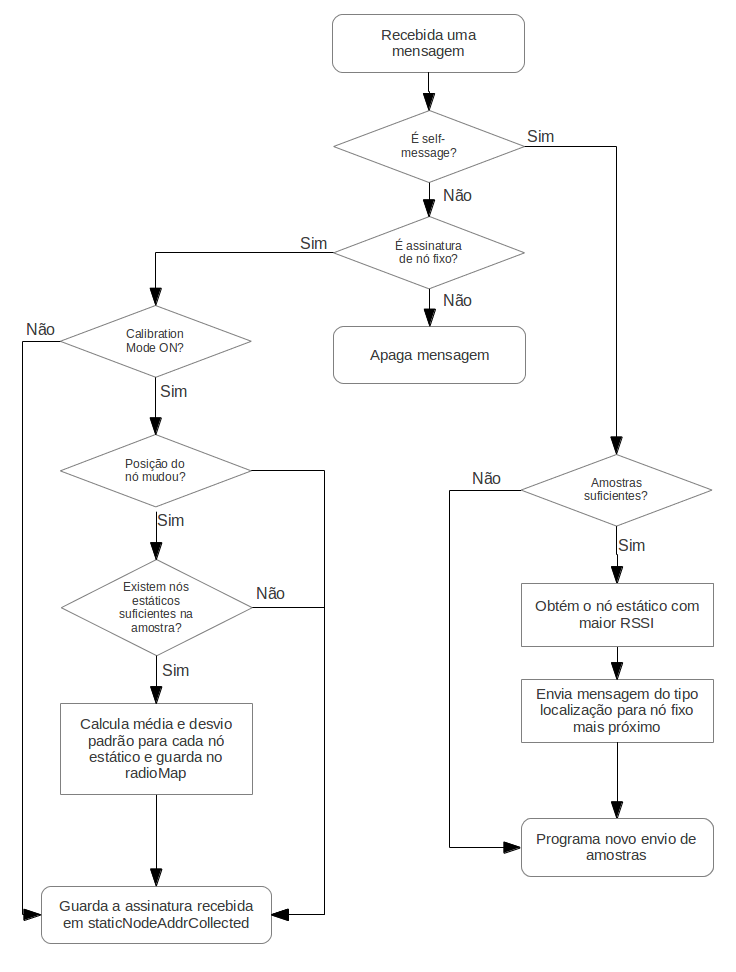 Recebida uma
mensagem
É self-
message?
Sim
Não
É assinatura
de nó fixo?
Sim
Não
Apaga mensagem
Calibration
Mode ON?
Não
Sim
Posição do
nó mudou?
Sim
Existem nós
estáticos
suficientes na
amostra?
Não
Sim
Calcula média e desvio
padrão para cada nó
estático e guarda no
radioMap
Guarda a assinatura recebida
em staticNodeAddrCollected
Amostras
suficientes?
Não
Sim
Obtém o nó estático com
maior RSSI
Envia mensagem do tipo
localização para nó fixo
mais próximo
Programa novo envio de
amostras